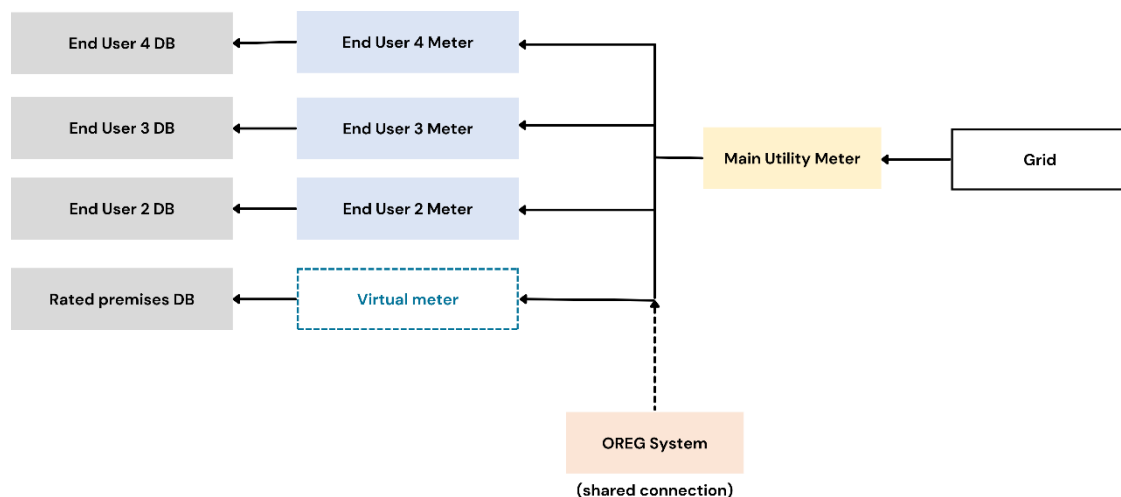 End User 4 DB
End User 4 Meter
End User 3 DB
End User 3 Meter
Main Utility Meter
Grid
End User 2 DB
End User 2 Meter
Rated premises DB
Virtual meter
OREG System
(shared connection)